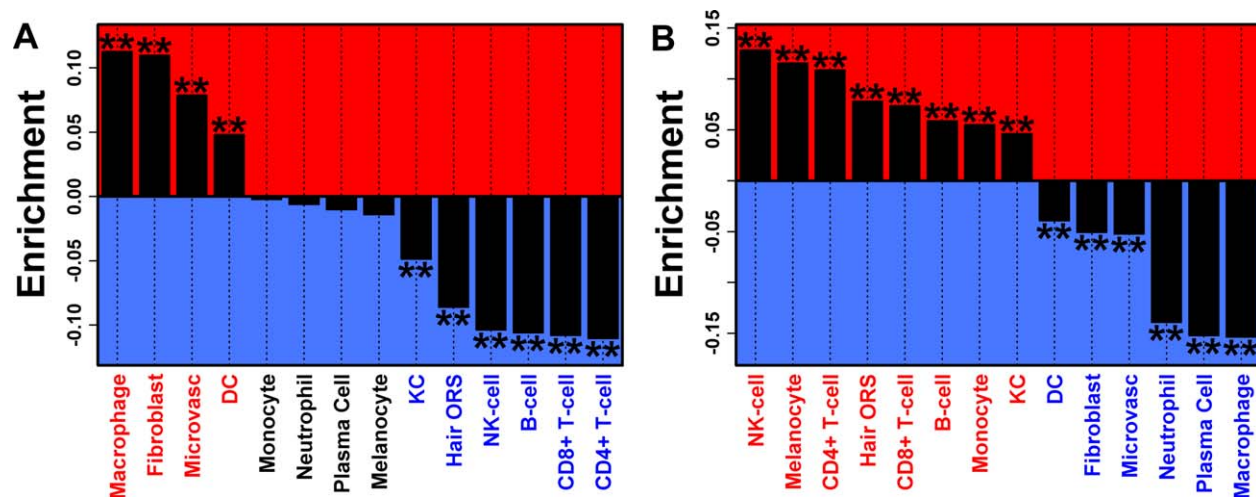 A
Enrichment
0.10
0.05
0.00
-0.05
-0.10
**
**
**
**
**
**
**
**
**
**
Macrophage
Fibroblast
Microvasc
DC
Monocyte
Neutrophil
Plasma Cell
Melanocyte
KC
Hair ORS
NK-cell
B-cell
CD8+ T-cell
CD4+ T-cell
B
Enrichment
0.15
0.05
-0.05
-0.15
**
**
**
**
**
**
**
**
**
**
**
**
**
**
NK-cell
Melanocyte
CD4+ T-cell
Hair ORS
CD8+ T-cell
B-cell
Monocyte
KC
DC
Fibroblast
Microvasc
Neutrophil
Plasma Cell
Macrophage